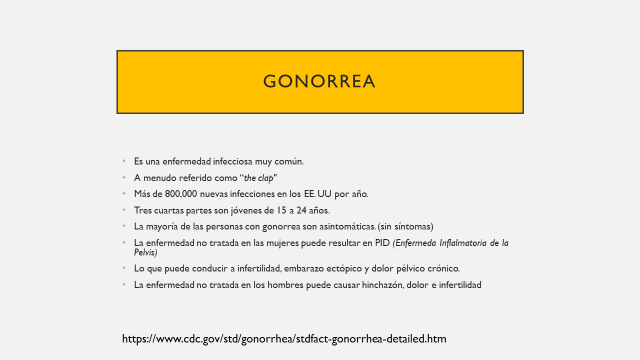 GONORREA
• Es una enfermedad infecciosa muy común.
• A menudo referido como "the clap"
• Más de 800,000 nuevas infecciones en los EE. UU por año.
• Tres cuartas partes son jóvenes de 15 a 24 años.
• La mayoría de las personas con gonorrea son asintomáticas. (sin síntomas)
• La enfermedad no tratada en las mujeres puede resultar en PID (Enfermeda Inflalmatoria de la
Pelvis)
• Lo que puede conducir a infertilidad, embarazo ectópico y dolor pélvico crónico.
• La enfermedad no tratada en los hombres puede causar hinchazón, dolor e infertilidad
https://www.cdc.gov/std/gonorrhea/stdfact-gonorrhea-detailed.htm